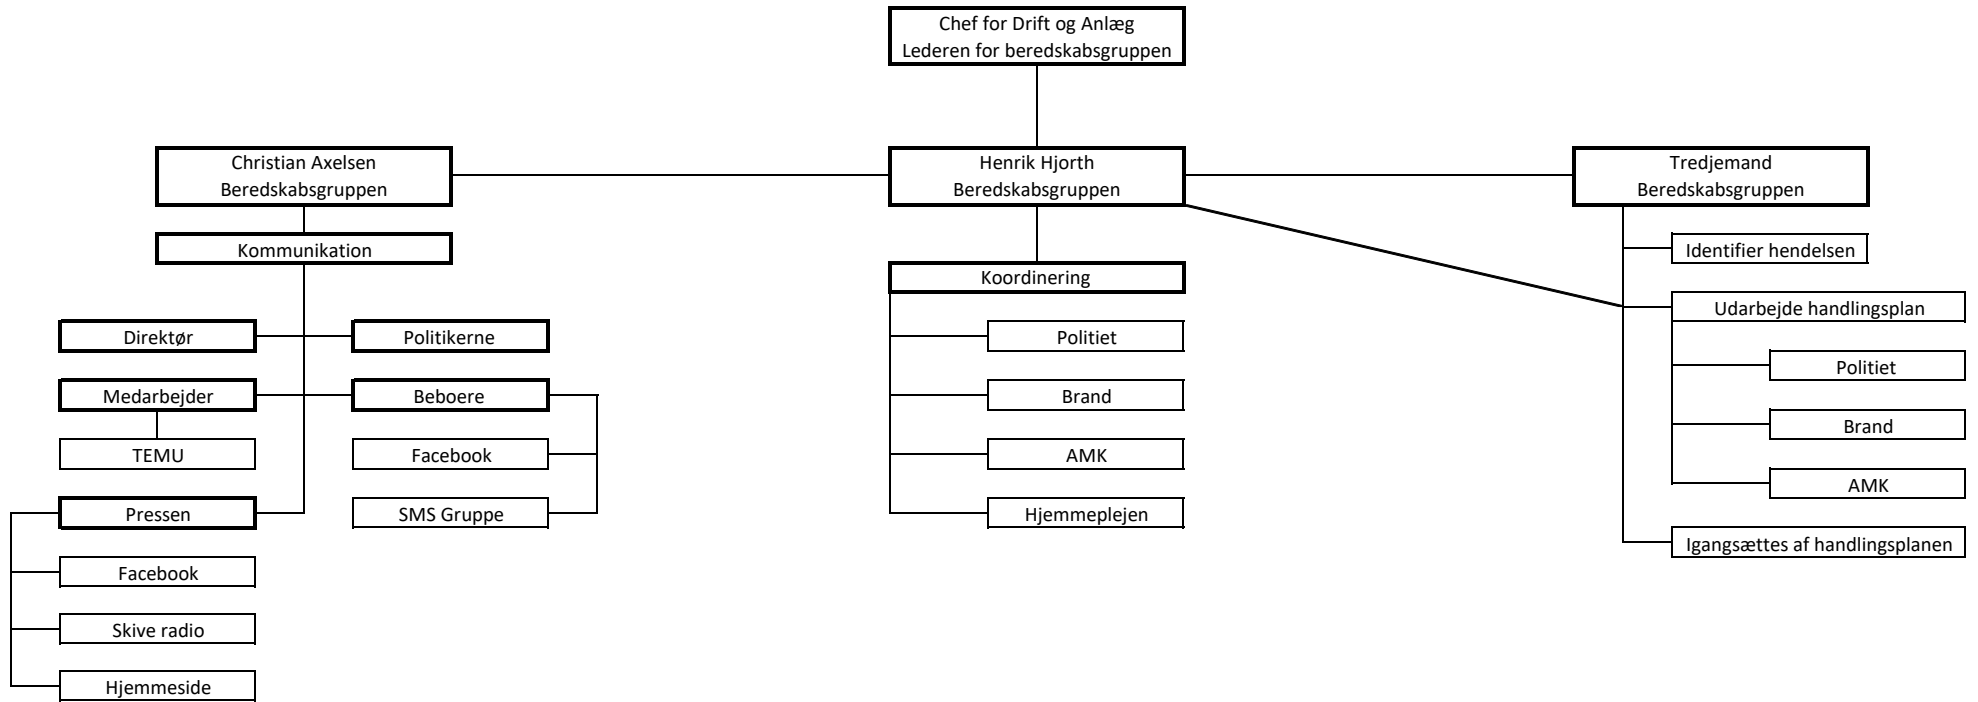 Chef for Drift og Anlæg
Lederen for beredskabsgruppen
Christian Axelsen
Beredskabsgruppen
Henrik Hjorth
Beredskabsgruppen
Tredjemand
Beredskabsgruppen
Kommunikation
Direktør
Politikerne
Medarbejder
Beboere
TEMU
Facebook
Pressen
SMS Gruppe
Facebook
Skive radio
Hjemmeside
Koordinering
Politiet
Brand
AMK
Hjemmeplejen
Identifier hendelsen
Udarbejde handlingsplan
Politiet
Brand
AMK
Igangsættes af handlingsplanen